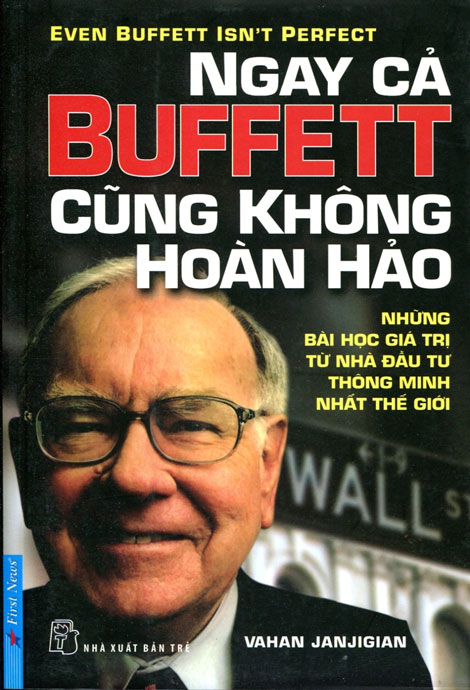 EVEN BUFFETT ISN'T PERFECT
NGAY CẢ
BUFFETT
CŨNG KHÔNG
HOÀN HẢO
NHỮNG
BÀI HỌC GIÁ TRỊ
TỪ NHÀ ĐẦU TƯ
THÔNG MINH
NHẤT THẾ GIỚI
WALL
ST
First News
NHÀ XUẤT BẢN TRẺ
VAHAN JANJIGIAN